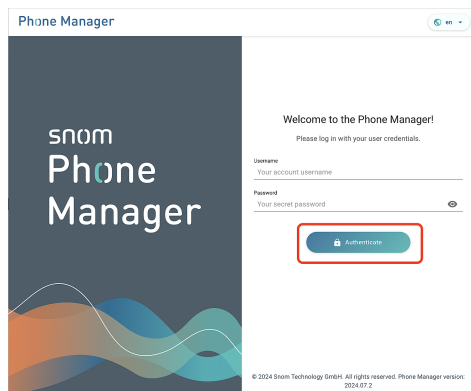 Phone Manager
en
snom
Phone
Manager
Welcome to the Phone Manager!
Please log in with your user credentials.
Username
Your account username
Password
Your secret password
Authenticate
© 2024 Snom Technology GmbH. All rights reserved. Phone Manager version:
2024.07.2